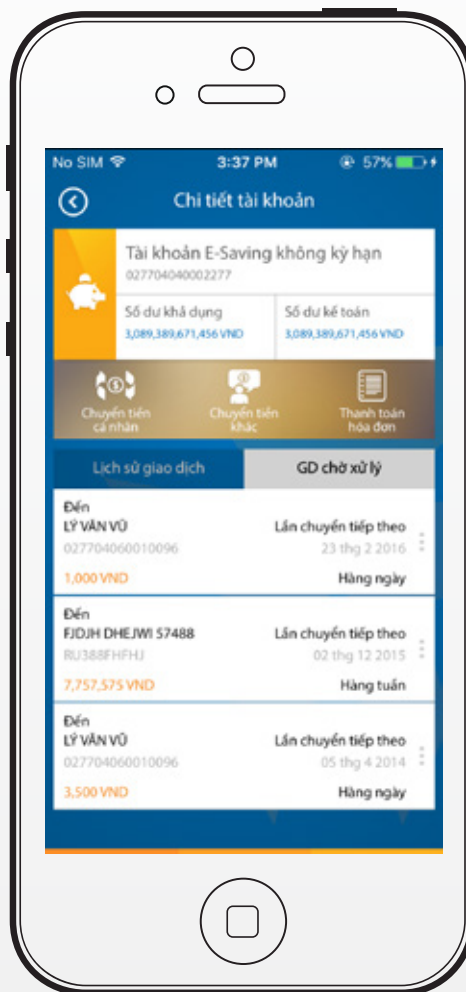 No SIM 3:37 PM 57%
Chi tiết tài khoản
Tài khoản E-Saving không kỳ hạn
027704040002277
Số dư khả dụng Số dư kế toán
3,089,389,671,456 VND 3,089,389,671,456 VND
Chuyển tiền Chuyển tiền Thanh toán
cá nhân khác hóa đơn
Lịch sử giao dịch GD chờ xử lý
Đến
LÝ VÂN VŨ Lần chuyển tiếp theo
027704060010096 23 thg 2 2016
1,000 VND Hàng ngày
Đến
FJDJH DHEJWI 57488 Lần chuyển tiếp theo
RU388FHFHJ 02 thg 12 2015
7,757,575 VND Hàng tuần
Đến
LÝ VÂN VŨ Lần chuyển tiếp theo
027704060010096 05 thg 4 2014
3,500 VND Hàng ngày